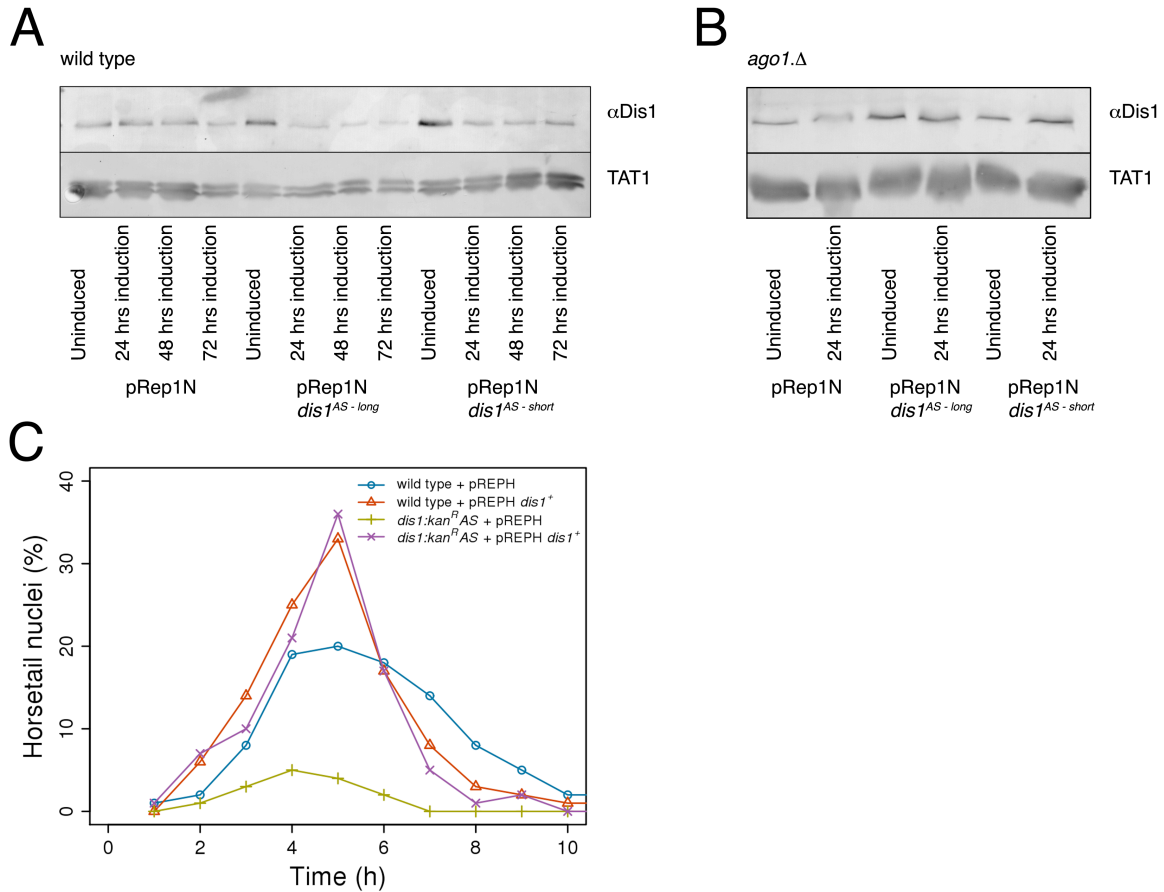 A
wild type
αDis1
TAT1
Uninduced
24 hrs induction
48 hrs induction
72 hrs induction
Uninduced
24 hrs induction
48 hrs induction
72 hrs induction
Uninduced
24 hrs induction
48 hrs induction
72 hrs induction
pRep1N
pRep1N
dis1AS - long
pRep1N
dis1AS - short
B
ago1.Δ
αDis1
TAT1
Uninduced
24 hrs induction
Uninduced
24 hrs induction
Uninduced
24 hrs induction
pRep1N
pRep1N
dis1AS - long
pRep1N
dis1AS - short
C
wild type + pREPH
wild type + pREPH dis1+
dis1:kanRAS + pREPH
dis1:kanRAS + pREPH dis1+
Horsetail nuclei (%)
40
30
20
10
0
0 2 4 6 8 10
Time (h)